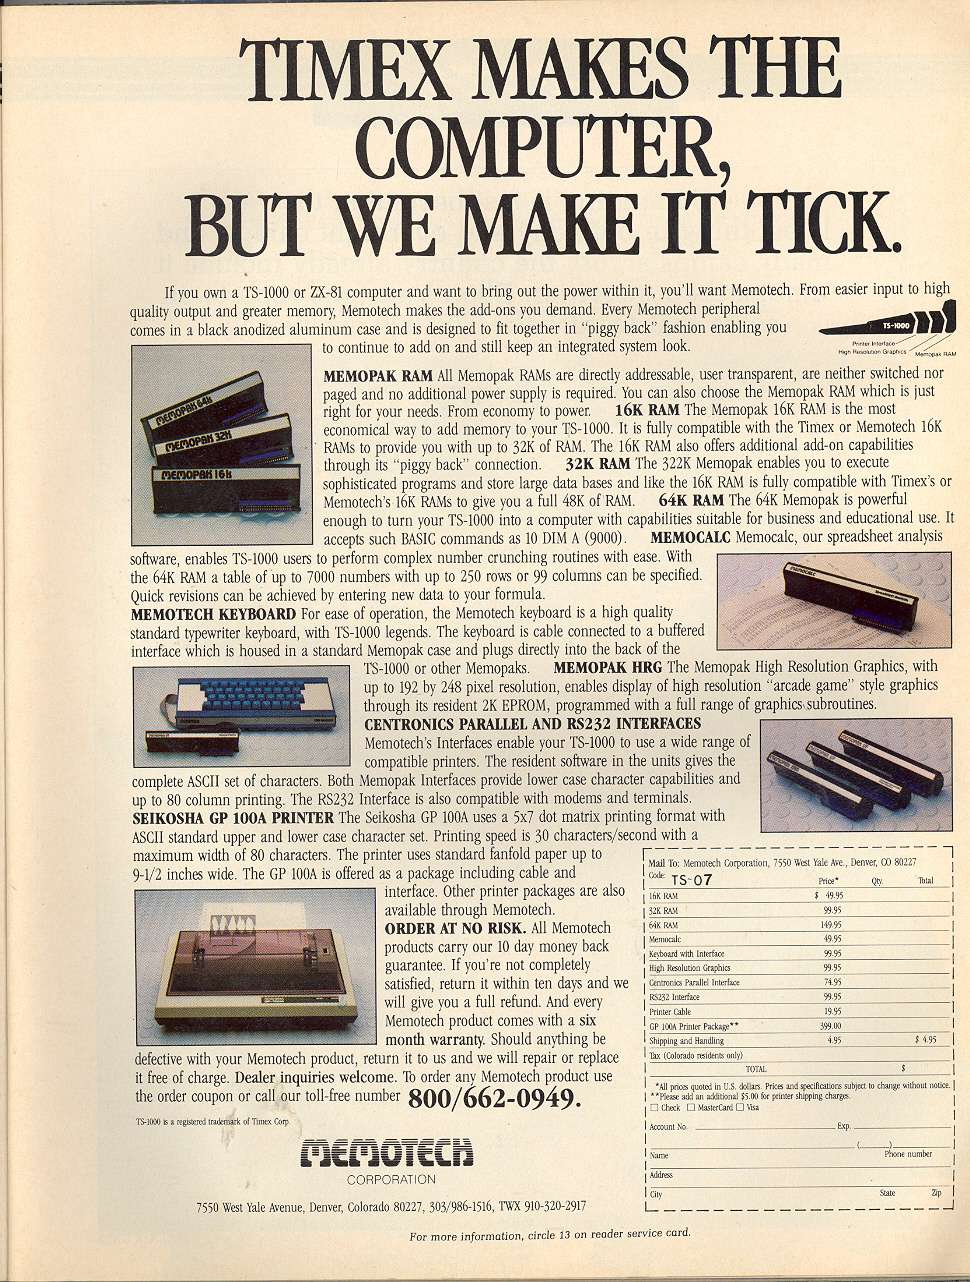 TIMEX MAKES THE
COMPUTER,
BUT WE MAKE IT TICK.
If you own a TS-1000 or ZX-81 computer and want to bring out the power within it, you'll want Memotech. From easier input to high
quality output and greater memory, Memotech makes the add-ons you demand. Every Memotech peripheral
comes in a black anodized aluminum case and is designed to fit together in "piggy back" fashion enabling you
to continue to add on and still keep an integrated system look.
TS-1000
Printer Interface
High Resolution Graphics
Memopak RAM
MEMOPAK 64k
MEMOPAK 32K
MEMOPAK 16k
MEMOPAK RAM All Memopak RAMs are directly addressable, user transparent, are neither switched nor
paged and no additional power supply is required. You can also choose the Memopak RAM which is just
right for your needs. From economy to power. 16K RAM The Memopak 16K RAM is the most
economical way to add memory to your TS-1000. It is fully compatible with the Timex or Memotech 16K
RAMs to provide you with up to 32K of RAM. The 16K RAM also offers additional add-on capabilities
through its "piggy back" connection. 32K RAM The 322K Memopak enables you to execute
sophisticated programs and store large data bases and like the 16K RAM is fully compatible with Timex's or
Memotech's 16K RAMs to give you a full 48K of RAM. 64K RAM The 64K Memopak is powerful
enough to turn your TS-1000 into a computer with capabilities suitable for business and educational use. It
accepts such BASIC commands as 10 DIM A (9000). MEMOCALC Memocalc, our spreadsheet analysis
software, enables TS-1000 users to perform complex number crunching routines with ease. With
the 64K RAM a table of up to 7000 numbers with up to 250 rows or 99 columns can be specified.
Quick revisions can be achieved by entering new data to your formula.
MEMOCALC
MEMOTECH KEYBOARD For ease of operation, the Memotech keyboard is a high quality
standard typewriter keyboard, with TS-1000 legends. The keyboard is cable connected to a buffered
interface which is housed in a standard Memopak case and plugs directly into the back of the
TS-1000 or other Memopaks. MEMOPAK HRG The Memopak High Resolution Graphics, with
up to 192 by 248 pixel resolution, enables display of high resolution "arcade game" style graphics
through its resident 2K EPROM, programmed with a full range of graphics subroutines.
CENTRONICS PARALLEL AND RS232 INTERFACES
Memotech's Interfaces enable your TS-1000 to use a wide range of
compatible printers. The resident software in the units gives the
complete ASCII set of characters. Both Memopak Interfaces provide lower case character capabilities and
up to 80 column printing. The RS232 Interface is also compatible with modems and terminals.
SEIKOSHA GP 100A PRINTER The Seikosha GP 100A uses a 5x7 dot matrix printing format with
ASCII standard upper and lower case character set. Printing speed is 30 characters/second with a
maximum width of 80 characters. The printer uses standard fanfold paper up to
9-1/2 inches wide. The GP 100A is offered as a package including cable and
interface. Other printer packages are also
available through Memotech.
ORDER AT NO RISK. All Memotech
products carry our 10 day money back
guarantee. If you're not completely
satisfied, return it within ten days and we
will give you a full refund. And every
Memotech product comes with a six
month warranty. Should anything be
defective with your Memotech product, return it to us and we will repair or replace
it free of charge. Dealer inquiries welcome. To order any Memotech product use
the order coupon or call our toll-free number 800/662-0949.
TS-1000 is a registered trademark of Timex Corp.
MEMOTECH
CORPORATION
7550 West Yale Avenue, Denver, Colorado 80227, 303/986-1516, TWX 910-320-2917
Mail To: Memotech Corporation, 7550 West Yale Ave., Denver, CO 80227
Code: TS-07 Price* Qty. Total
16K RAM $ 49.95
32K RAM 99.95
64K RAM 149.95
Memocalc 49.95
Keyboard with Interface 99.95
High Resolution Graphics 99.95
Centronics Parallel Interface 74.95
RS232 Interface 99.95
Printer Cable 19.95
GP 100A Printer Package** 399.00
Shipping and Handling 4.95 $ 4.95
Tax (Colorado residents only)
TOTAL $
*All prices quoted in U.S. dollars. Prices and specifications subject to change without notice.
**Please add an additional $5.00 for printer shipping charges.
☐ Check ☐ MasterCard ☐ Visa
Account No. Exp.
( )
Name Phone number
Address
City State Zip
For more information, circle 13 on reader service card.